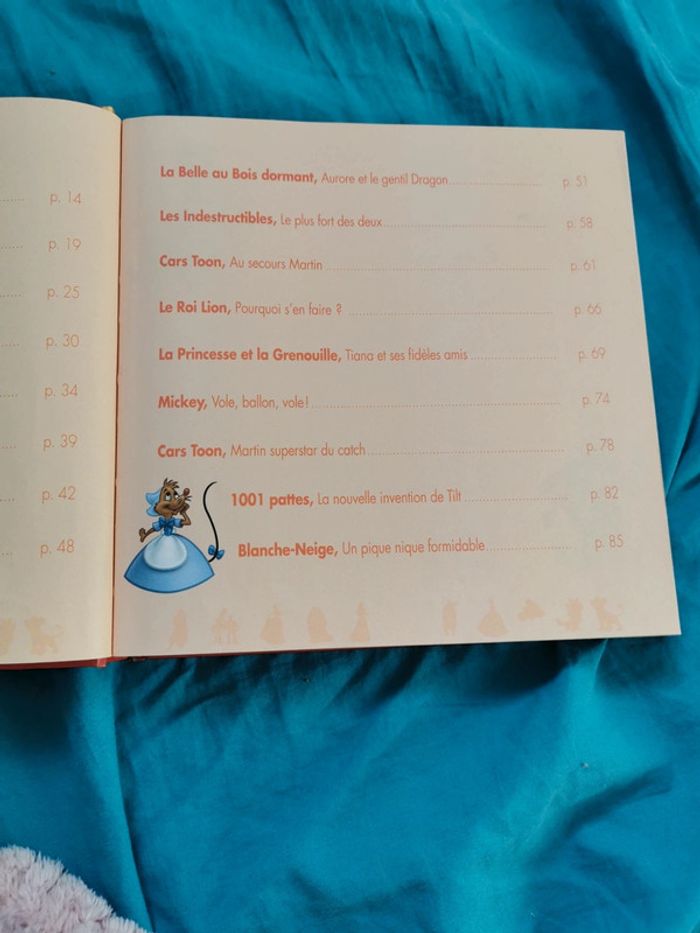 p. 14
p. 19
p. 25
p. 30
p. 34
p. 39
p. 42
p. 48
La Belle au Bois dormant, Aurore et le gentil Dragon p. 51
Les Indestructibles, Le plus fort des deux p. 58
Cars Toon, Au secours Martin p. 61
Le Roi Lion, Pourquoi s'en faire ? p. 66
La Princesse et la Grenouille, Tiana et ses fidèles amis p. 69
Mickey, Vole, ballon, vole! p. 74
Cars Toon, Martin superstar du catch p. 78
1001 pattes, La nouvelle invention de Tilt p. 82
Blanche-Neige, Un pique nique formidable p. 85